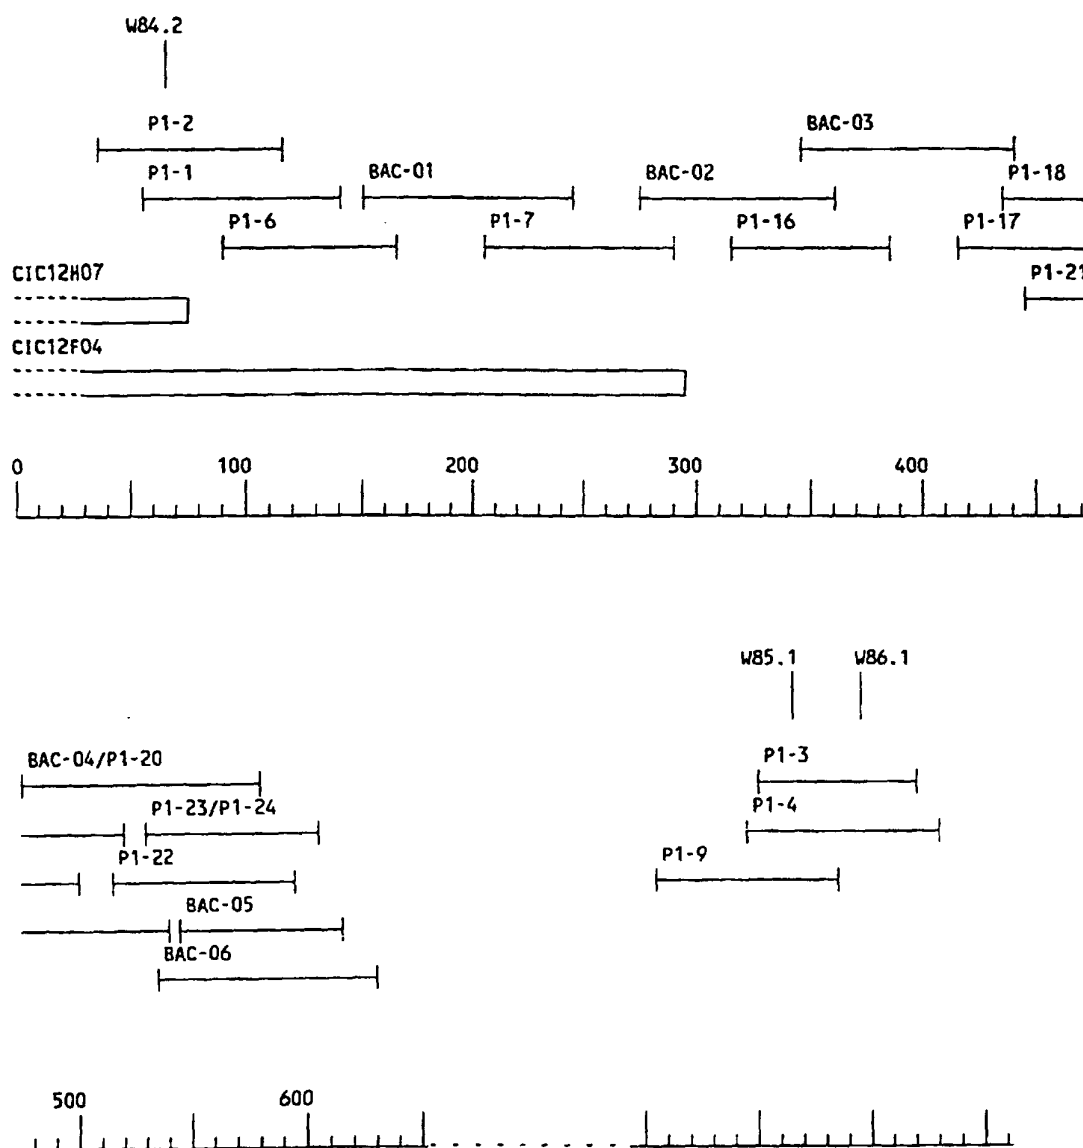 W84.2
P1-2 BAC-03
P1-1 BAC-01 BAC-02 P1-18
P1-6 P1-7 P1-16 P1-17
CIC12H07 P1-21
CIC12F04
0 100 200 300 400
W85.1 W86.1
BAC-04/P1-20 P1-3
P1-23/P1-24 P1-4
P1-22 P1-9
BAC-05
BAC-06
500 600